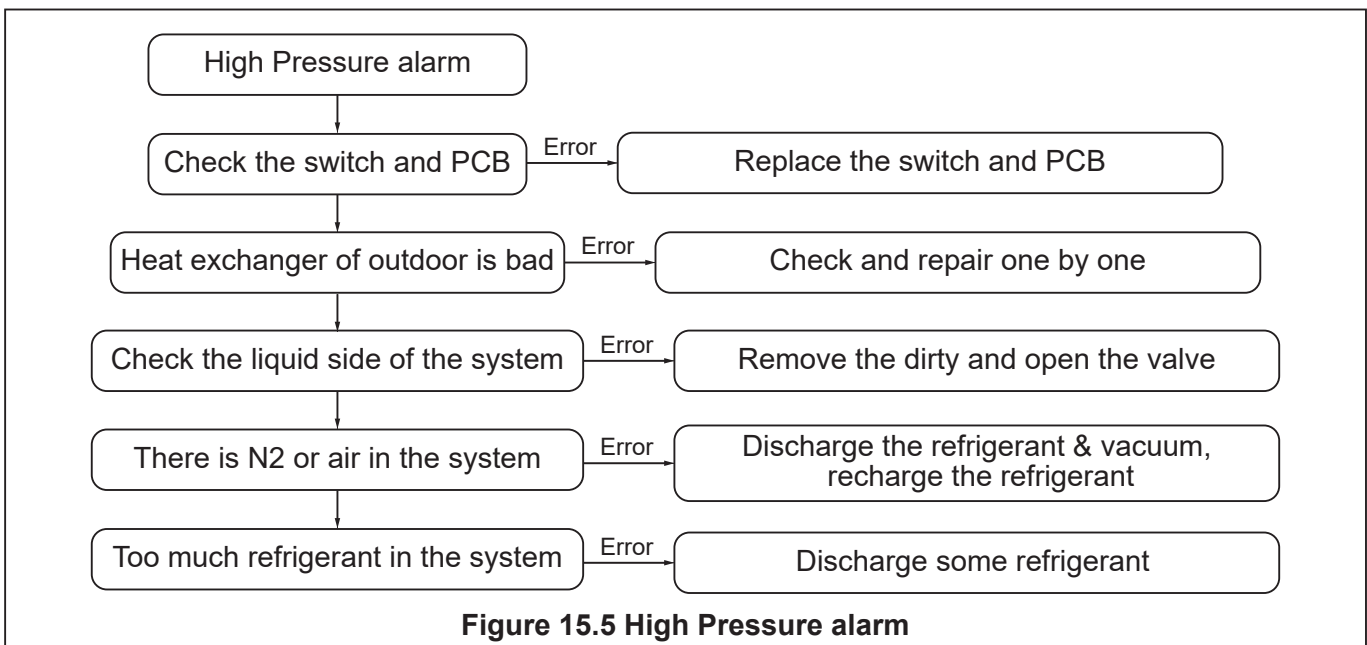 High Pressure alarm
Check the switch and PCB
Error
Replace the switch and PCB
Heat exchanger of outdoor is bad
Error
Check and repair one by one
Check the liquid side of the system
Error
Remove the dirty and open the valve
There is N2 or air in the system
Error
Discharge the refrigerant & vacuum,
recharge the refrigerant
Too much refrigerant in the system
Error
Discharge some refrigerant
Figure 15.5 High Pressure alarm